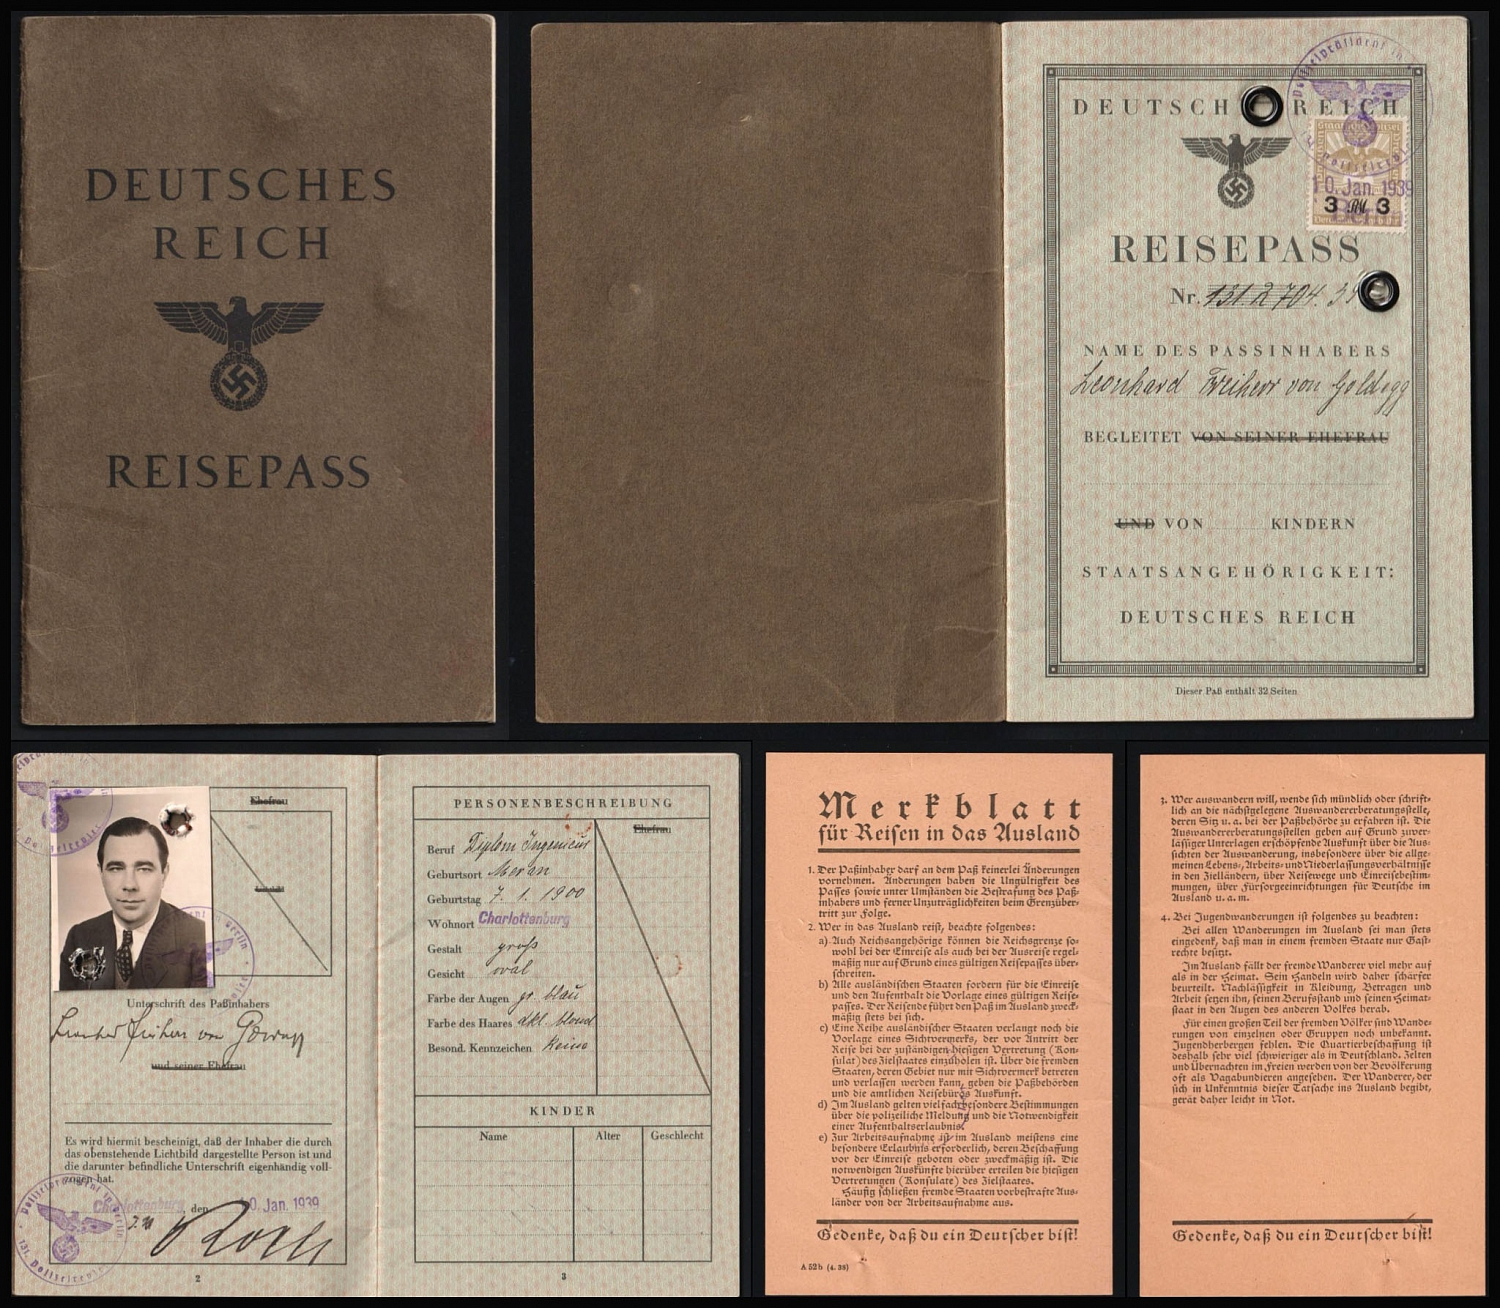 DEUTSCHES
REICH
REISEPASS
DEUTSCH REICH
10. Jan. 1939
3 RM 3
REISEPASS
Nr. 131.2704.39
NAME DES PASSINHABERS
Leonhard Freiherr von Goldegg
BEGLEITET VON SEINER EHEFRAU
UND VON KINDERN
STAATSANGEHÖRIGKEIT:
DEUTSCHES REICH
Dieser Paß enthält 32 Seiten
Ehefrau
Unterschrift des Paßinhabers
und seiner Ehefrau
Es wird hiermit bescheinigt, daß der Inhaber die durch
das obenstehende Lichtbild dargestellte Person ist und
die darunter befindliche Unterschrift eigenhändig voll-
zogen hat.
Charlottenburg, den 10. Jan. 1939
2
PERSONENBESCHREIBUNG
Ehefrau
Beruf Diplom Ingenieur
Geburtsort Meran
Geburtstag 7. 1. 1900
Wohnort Charlottenburg
Gestalt groß
Gesicht oval
Farbe der Augen gr. blau
Farbe des Haares dkl. blond
Besond. Kennzeichen keine
KINDER
Name Alter Geschlecht
3
Merkblatt
für Reisen in das Ausland
1. Der Paßinhaber darf an dem Paß keinerlei Änderungen
vornehmen. Änderungen haben die Ungültigkeit des
Passes sowie unter Umständen die Bestrafung des Paß-
inhabers und ferner Unzuträglichkeiten beim Grenzüber-
tritt zur Folge.
2. Wer in das Ausland reist, beachte folgendes:
a) Auch Reichsangehörige können die Reichsgrenze so-
wohl bei der Einreise als auch bei der Ausreise regel-
mäßig nur auf Grund eines gültigen Reisepasses über-
schreiten.
b) Alle ausländischen Staaten fordern für die Einreise
und den Aufenthalt die Vorlage eines gültigen Reise-
passes. Der Reisende führt den Paß im Ausland zweck-
mäßig stets bei sich.
c) Eine Reihe ausländischer Staaten verlangt noch die
Vorlage eines Sichtvermerks, der vor Antritt der
Reise bei der zuständigen hiesigen Vertretung (Kon-
sulat) des Zielstaates einzuholen ist. Über die fremden
Staaten, deren Gebiet nur mit Sichtvermerk betreten
und verlassen werden kann, geben die Paßbehörden
und die amtlichen Reisebüros Auskunft.
d) Im Ausland gelten vielfach besondere Bestimmungen
über die polizeiliche Meldung und die Notwendigkeit
einer Aufenthaltserlaubnis.
e) Zur Arbeitsaufnahme ist im Ausland meistens eine
besondere Erlaubnis erforderlich, deren Beschaffung
vor der Einreise geboten oder zweckmäßig ist. Die
notwendigen Auskünfte hierüber erteilen die hiesigen
Vertretungen (Konsulate) des Zielstaates.
Häufig schließen fremde Staaten vorbestrafte Aus-
länder von der Arbeitsaufnahme aus.
Gedenke, daß du ein Deutscher bist!
A 52b (4. 38)
3. Wer auswandern will, wende sich mündlich oder schrift-
lich an die nächstgelegene Auswandererberatungsstelle,
deren Sitz u. a. bei der Paßbehörde zu erfahren ist. Die
Auswandererberatungsstellen geben auf Grund zuver-
lässiger Unterlagen erschöpfende Auskunft über die Aus-
sichten der Auswanderung, insbesondere über die allge-
meinen Lebens-, Arbeits- und Niederlassungsverhältnisse
in den Zielländern, über Reisewege und Einreisebestim-
mungen, über Fürsorgeeinrichtungen für Deutsche im
Ausland u. a. m.
4. Bei Jugendwanderungen ist folgendes zu beachten:
Bei allen Wanderungen im Ausland sei man stets
eingedenk, daß man in einem fremden Staate nur Gast-
recht besitzt.
Im Ausland fällt der fremde Wanderer viel mehr auf
als in der Heimat. Sein Handeln wird daher schärfer
beurteilt. Nachlässigkeit in Kleidung, Betragen und
Arbeit setzen ihn, seinen Berufsstand und seinen Heimat-
staat in den Augen des anderen Volkes herab.
Für einen großen Teil der fremden Völker sind Wande-
rungen von einzelnen oder Gruppen noch unbekannt.
Jugendherbergen fehlen. Die Quartierbeschaffung ist
deshalb sehr viel schwieriger als in Deutschland. Zelten
und Übernachten im Freien werden von der Bevölkerung
oft als Vagabundieren angesehen. Der Wanderer, der
sich in Unkenntnis dieser Tatsache ins Ausland begibt,
gerät daher leicht in Not.
Gedenke, daß du ein Deutscher bist!